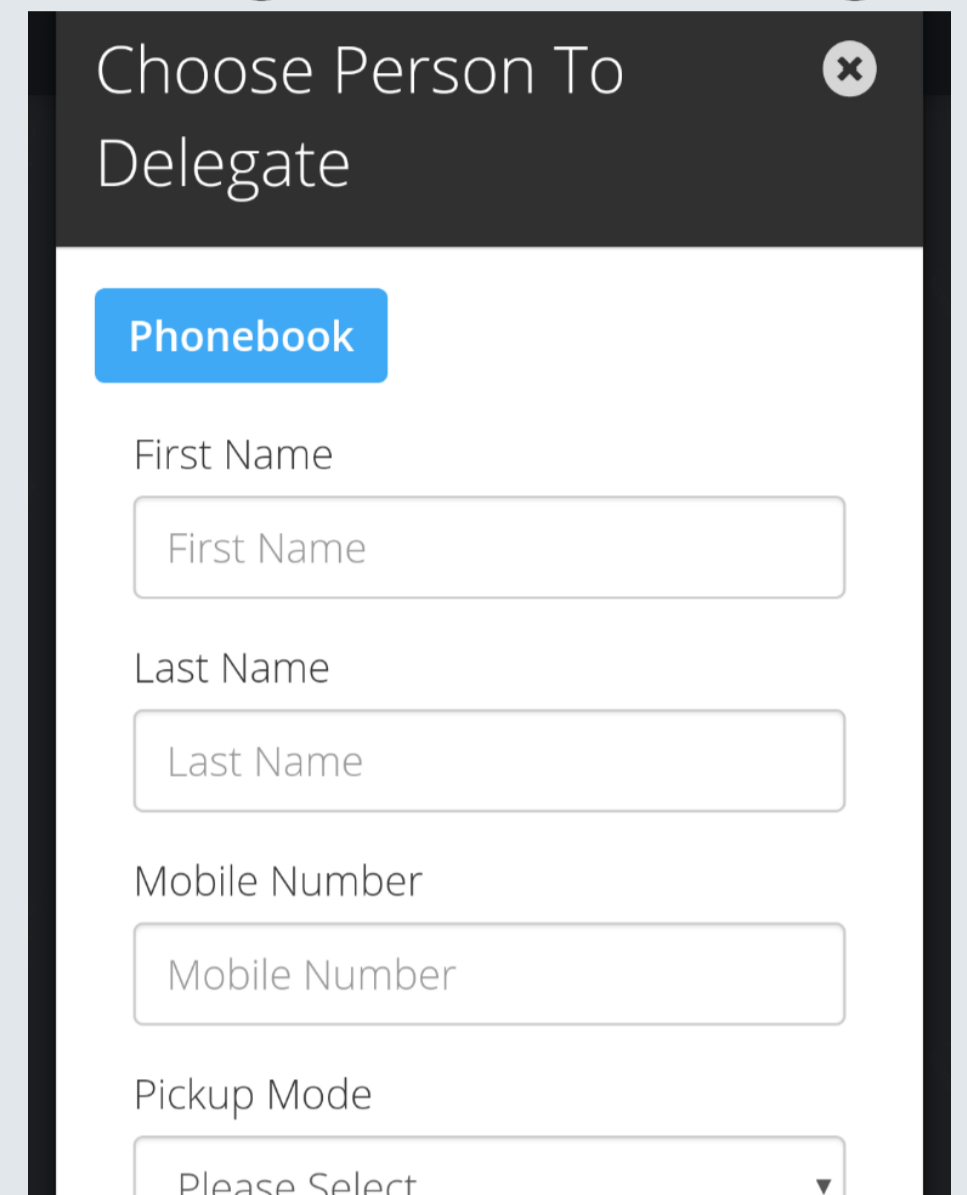 Choose Person To
Delegate
Phonebook
First Name
First Name
Last Name
Last Name
Mobile Number
Mobile Number
Pickup Mode
Please Select